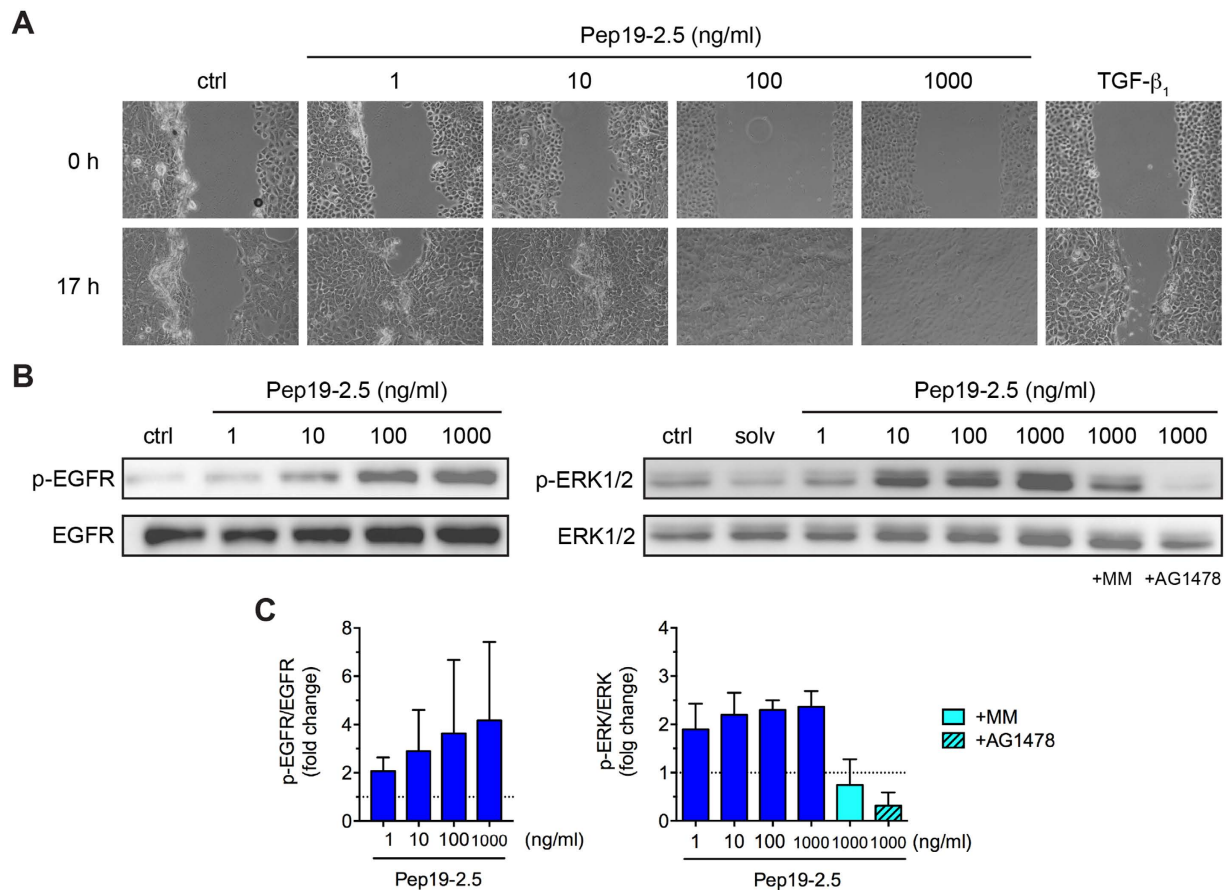 A
Pep19-2.5 (ng/ml)
ctrl 1 10 100 1000 TGF-β₁
0 h
17 h
B
Pep19-2.5 (ng/ml) Pep19-2.5 (ng/ml)
ctrl 1 10 100 1000 ctrl solv 1 10 100 1000 1000 1000
p-EGFR p-ERK1/2
EGFR ERK1/2
+MM +AG1478
C
p-EGFR/EGFR
(fold change)
8
6
4
2
0
1 10 100 1000 (ng/ml)
Pep19-2.5
p-ERK/ERK
(folg change)
4
3
2
1
0
1 10 100 1000 1000 1000 (ng/ml)
Pep19-2.5
+MM
+AG1478